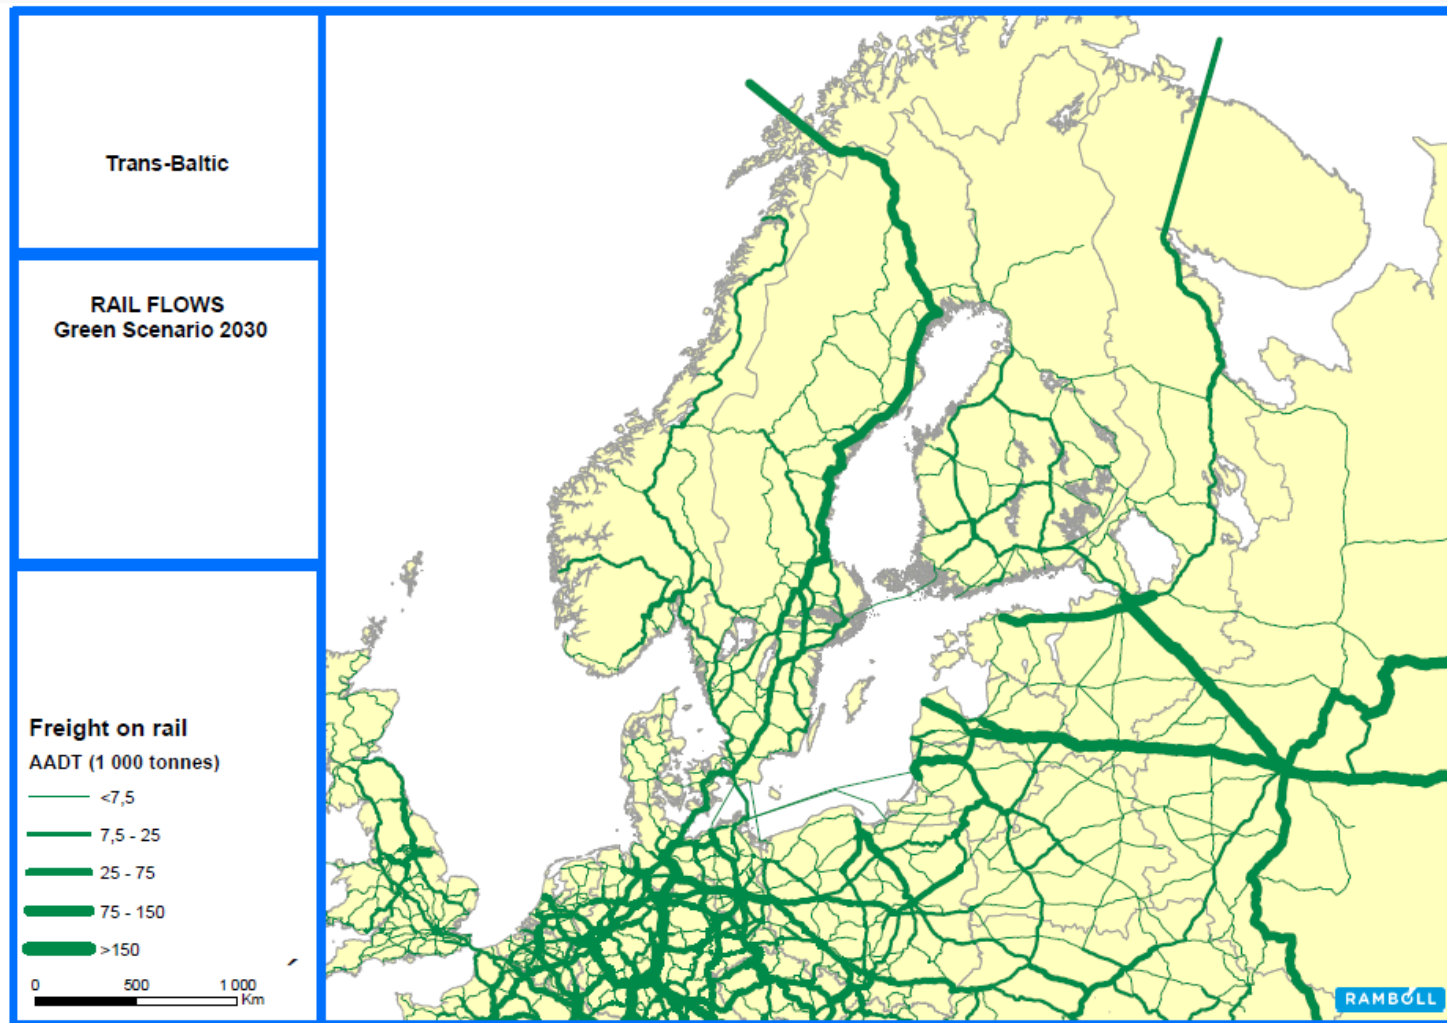 Trans-Baltic
RAIL FLOWS
Green Scenario 2030
Freight on rail
AADT (1 000 tonnes)
<7,5
7,5 - 25
25 - 75
75 - 150
>150
0 500 1 000
Km
RAMBOLL